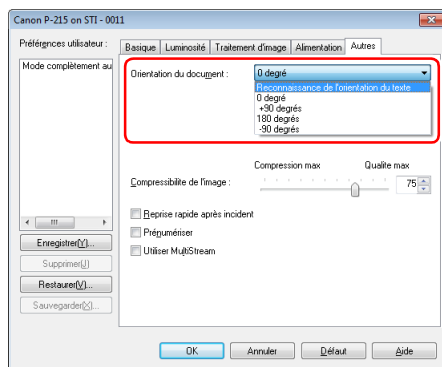 Canon P-215 on STI - 0011
Préférences utilisateur :
Mode complètement au
Enregistrer(Y)...
Supprimer(J)
Restaurer(V)...
Sauvegarder(X)...
Basique
Luminosité
Traitement d'image
Alimentation
Autres
Orientation du document :
0 degré
Reconnaissance de l'orientation du texte
0 degré
+90 degrés
180 degrés
-90 degrés
Compression max
Qualite max
Compressibilite de l'image :
75
Reprise rapide après incident
Prénumériser
Utiliser MultiStream
OK
Annuler
Défaut
Aide